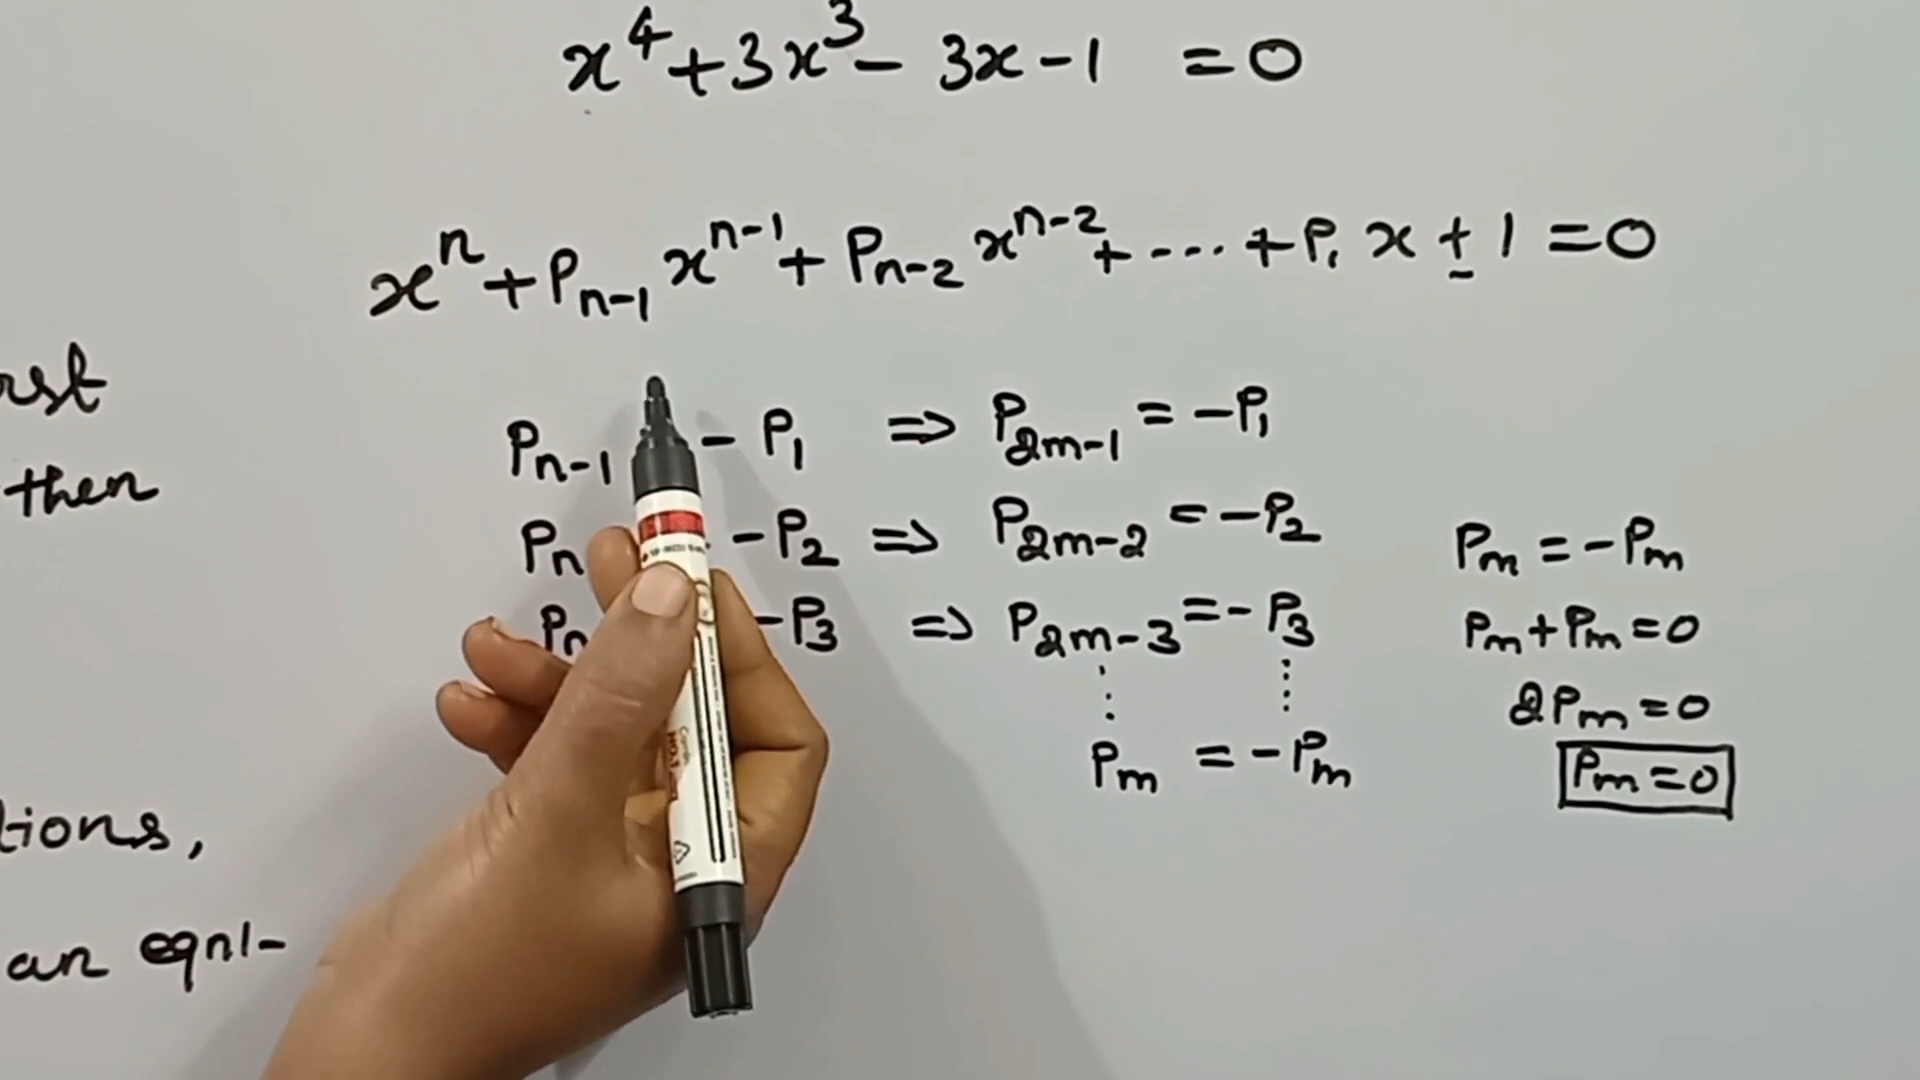 x⁴ + 3x³ - 3x - 1 = 0
xⁿ + Pₙ₋₁ xⁿ⁻¹ + Pₙ₋₂ xⁿ⁻² + .... + P₁ x ± 1 = 0
then
Pₙ₋₁ - P₁ ⇒ P₂ₘ₋₁ = -P₁
Pₙ -P₂ ⇒ P₂ₘ₋₂ = -P₂
Pₙ -P₃ ⇒ P₂ₘ₋₃ = -P₃
⋮ ⋮
Pₘ = -Pₘ
Pₘ = -Pₘ
Pₘ + Pₘ = 0
2Pₘ = 0
Pₘ = 0
tions,
an eqnl-